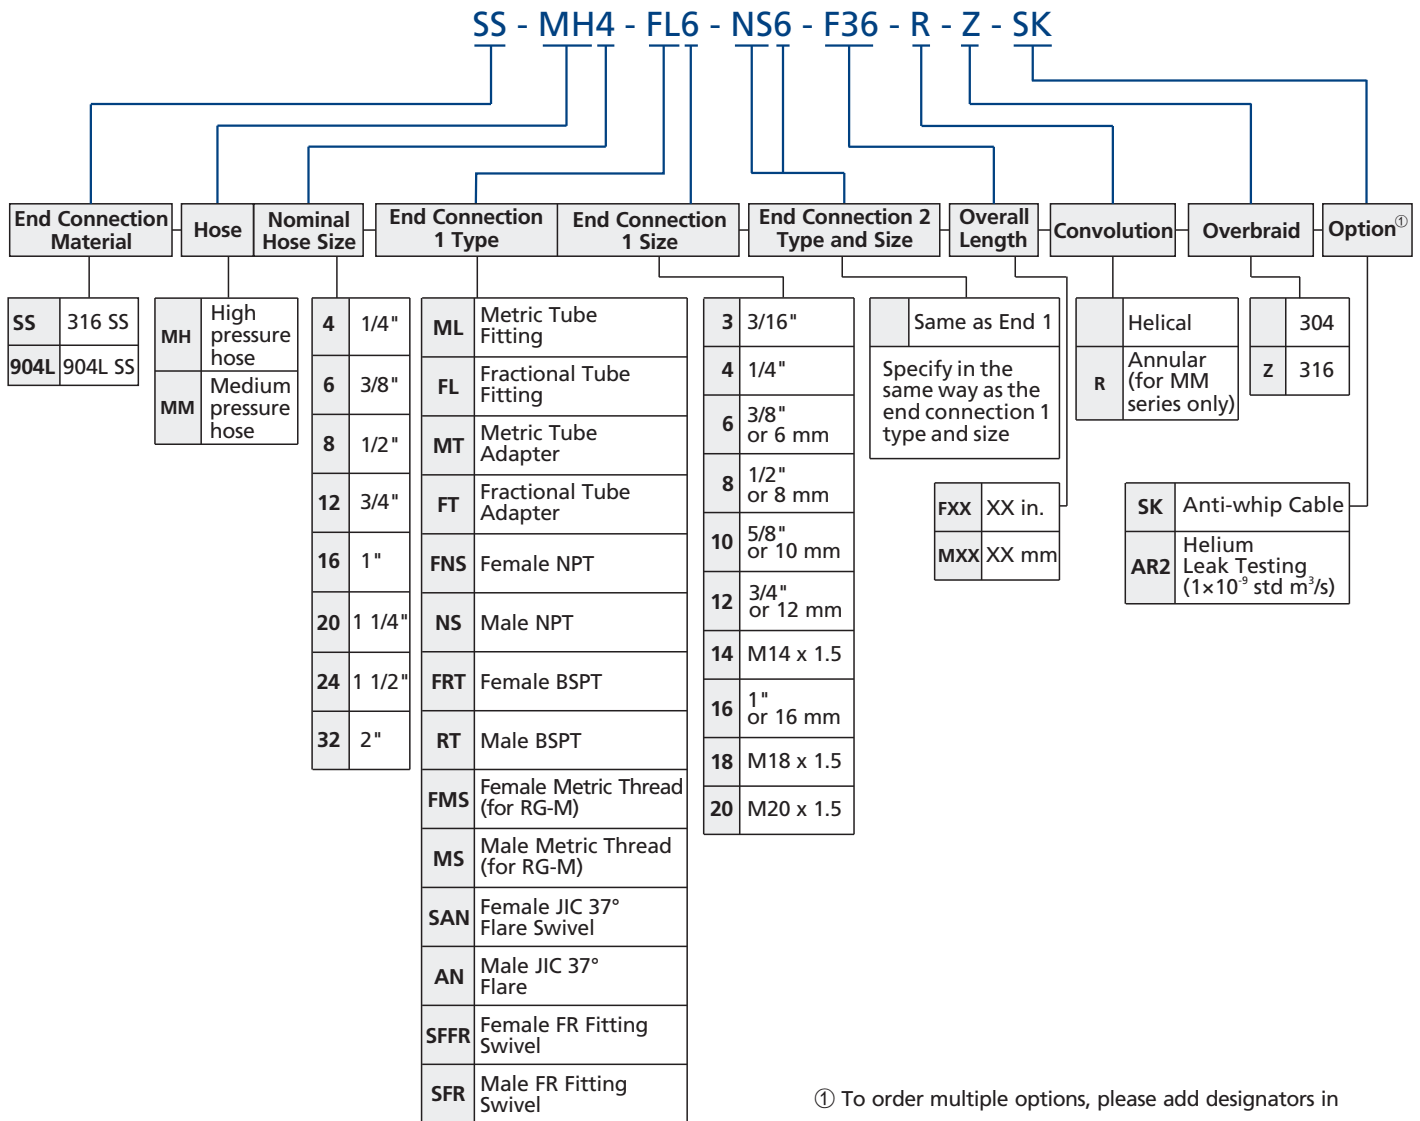 SS - MH4 - FL6 - NS6 - F36 - R - Z - SK
End Connection
Material
Hose
Nominal
Hose Size
End Connection
1 Type
End Connection
1 Size
End Connection 2
Type and Size
Overall
Length
Convolution
Overbraid
Option①
SS 316 SS
904L 904L SS
MH High
pressure
hose
MM Medium
pressure
hose
4 1/4"
6 3/8"
8 1/2"
12 3/4"
16 1"
20 1 1/4"
24 1 1/2"
32 2"
ML Metric Tube
Fitting
FL Fractional Tube
Fitting
MT Metric Tube
Adapter
FT Fractional Tube
Adapter
FNS Female NPT
NS Male NPT
FRT Female BSPT
RT Male BSPT
FMS Female Metric Thread
(for RG-M)
MS Male Metric Thread
(for RG-M)
SAN Female JIC 37°
Flare Swivel
AN Male JIC 37°
Flare
SFFR Female FR Fitting
Swivel
SFR Male FR Fitting
Swivel
3 3/16"
4 1/4"
6 3/8"
or 6 mm
8 1/2"
or 8 mm
10 5/8"
or 10 mm
12 3/4"
or 12 mm
14 M14 x 1.5
16 1"
or 16 mm
18 M18 x 1.5
20 M20 x 1.5
Same as End 1
Specify in the
same way as the
end connection 1
type and size
FXX XX in.
MXX XX mm
Helical
R Annular
(for MM
series only)
304
Z 316
SK Anti-whip Cable
AR2 Helium
Leak Testing
(1×10⁻⁹ std m³/s)
① To order multiple options, please add designators in